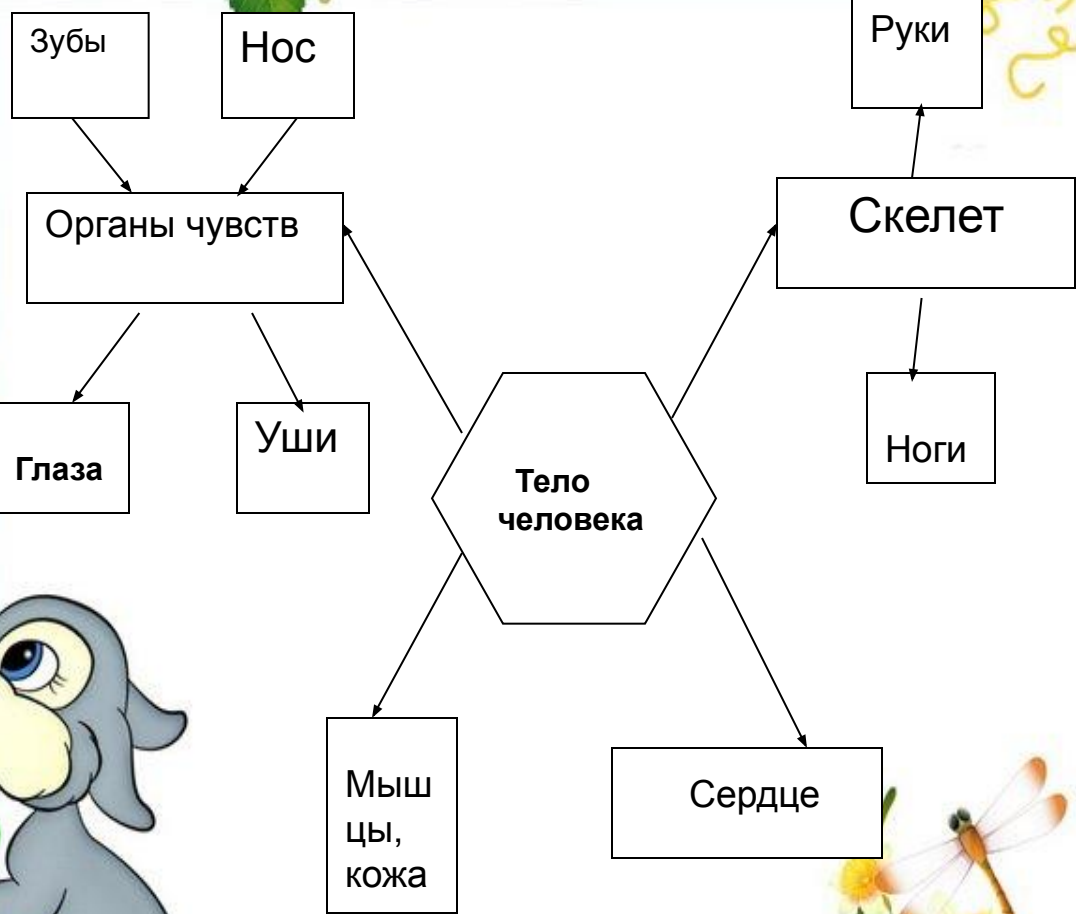 Зубы
Нос
Руки
Органы чувств
Скелет
Глаза
Уши
Ноги
Тело
человека
Мыш
цы,
кожа
Сердце